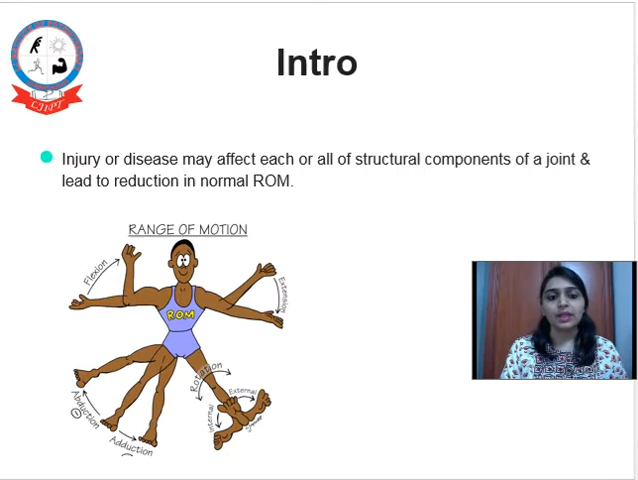 Intro
Injury or disease may affect each or all of structural components of a joint &
lead to reduction in normal ROM.
RANGE OF MOTION
Flexion
Extension
ROM
Rotation
External
Internal
Abduction
Adduction
LJIPT